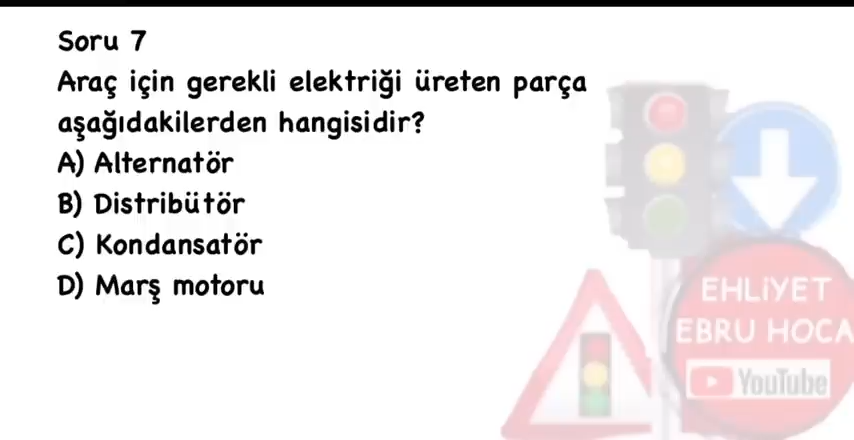 Soru 7
Araç için gerekli elektriği üreten parça
aşağıdakilerden hangisidir?
A) Alternatör
B) Distribütör
C) Kondansatör
D) Marş motoru
EHLİYET
EBRU HOCA
YouTube